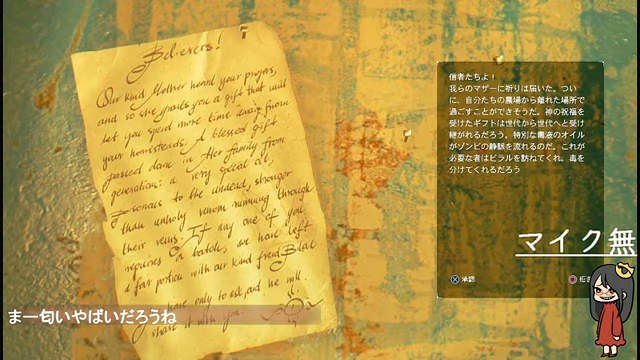 Believers!
Our kind Mother heard your prayers,
and so she grants you a gift that will
let you spend more time away from
your homesteads. A blessed gift
passed down in Her family from
generation: a very special oil,
poisonous to the undead, stronger
than unholy venom running through
their veins. If any one of you
requires a batch, we have left
a fair portion with our kind friend Bilal
have only to ask, and he will
share it with you.
信者たちよ！
我らのマザーに祈りは届いた。つい
に、自分たちの農場から離れた場所で
過ごすことができそうだ。神の祝福を
受けたギフトは世代から世代へと受け
継がれるだろう。特別な毒液のオイル
がゾンビの静脈を流れるのだ。これが
必要な者はビラルを訪ねてくれ。毒を
分けてくれるだろう
マイク無
承認
拒否
まー匂いやばいだろうね